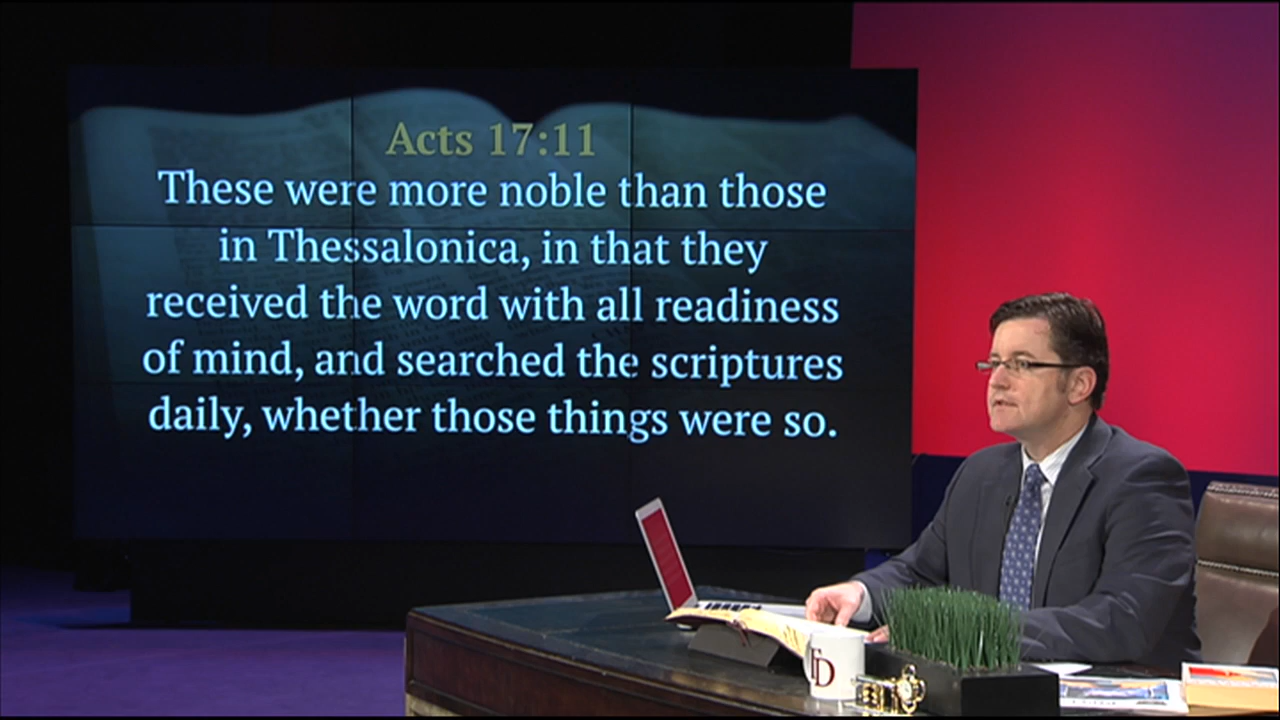 Acts 17:11
These were more noble than those
in Thessalonica, in that they
received the word with all readiness
of mind, and searched the scriptures
daily, whether those things were so.
FD